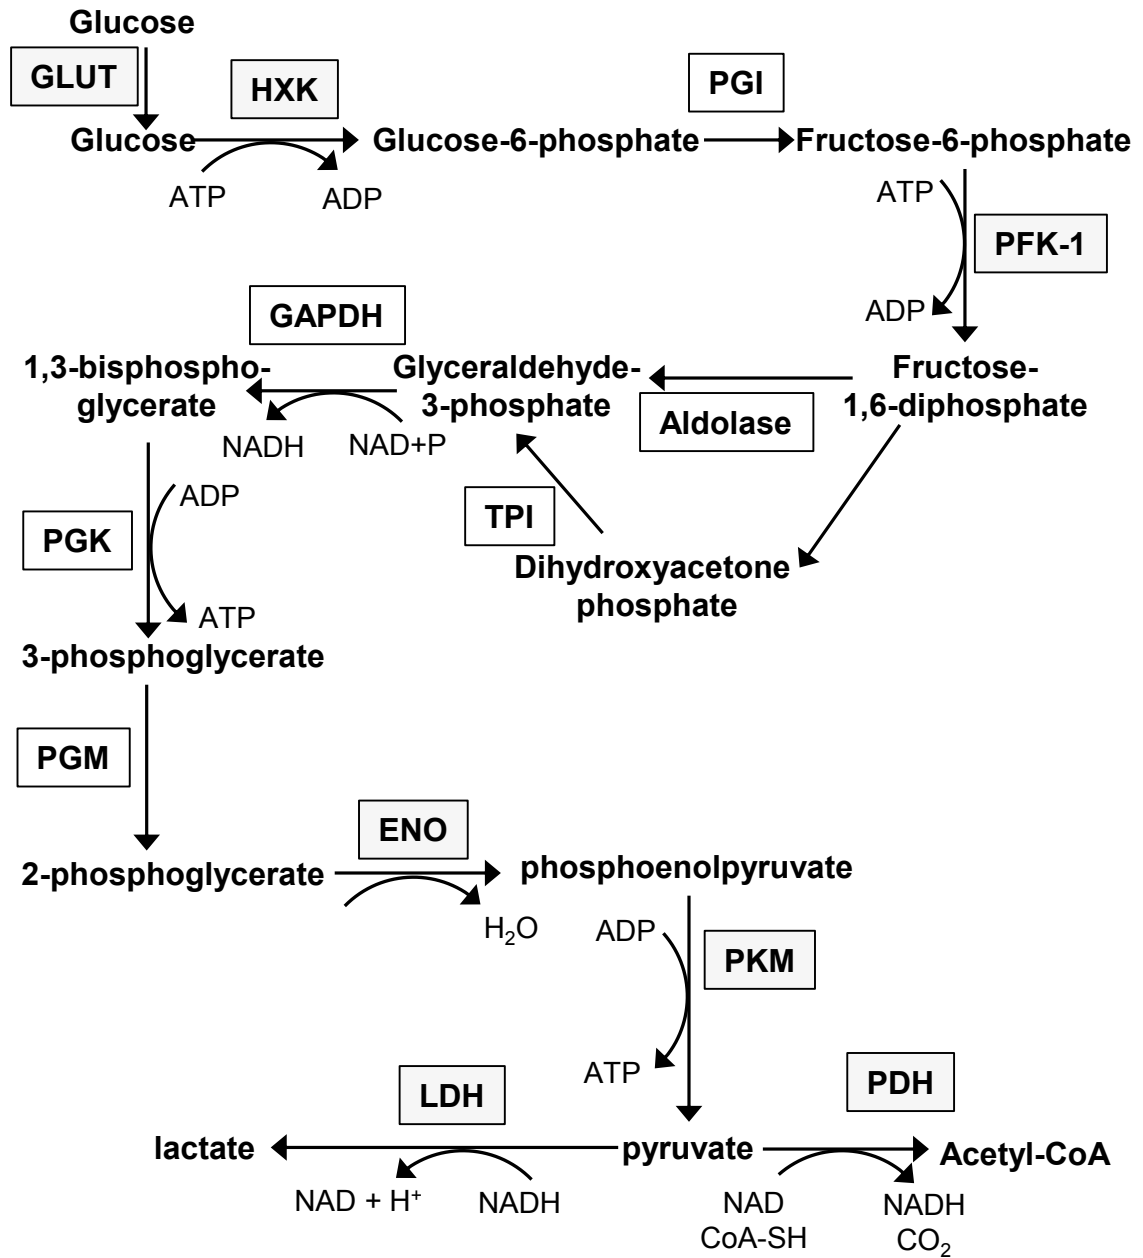 Glucose
GLUT
HXK
PGI
Glucose
Glucose-6-phosphate
Fructose-6-phosphate
ATP
ADP
ATP
PFK-1
ADP
GAPDH
1,3-bisphospho-
glycerate
Glyceraldehyde-
3-phosphate
Fructose-
1,6-diphosphate
Aldolase
NADH
NAD+P
ADP
TPI
PGK
Dihydroxyacetone
phosphate
ATP
3-phosphoglycerate
PGM
ENO
2-phosphoglycerate
phosphoenolpyruvate
H₂O
ADP
PKM
ATP
PDH
LDH
lactate
pyruvate
Acetyl-CoA
NAD + H⁺
NADH
NAD
CoA-SH
NADH
CO₂